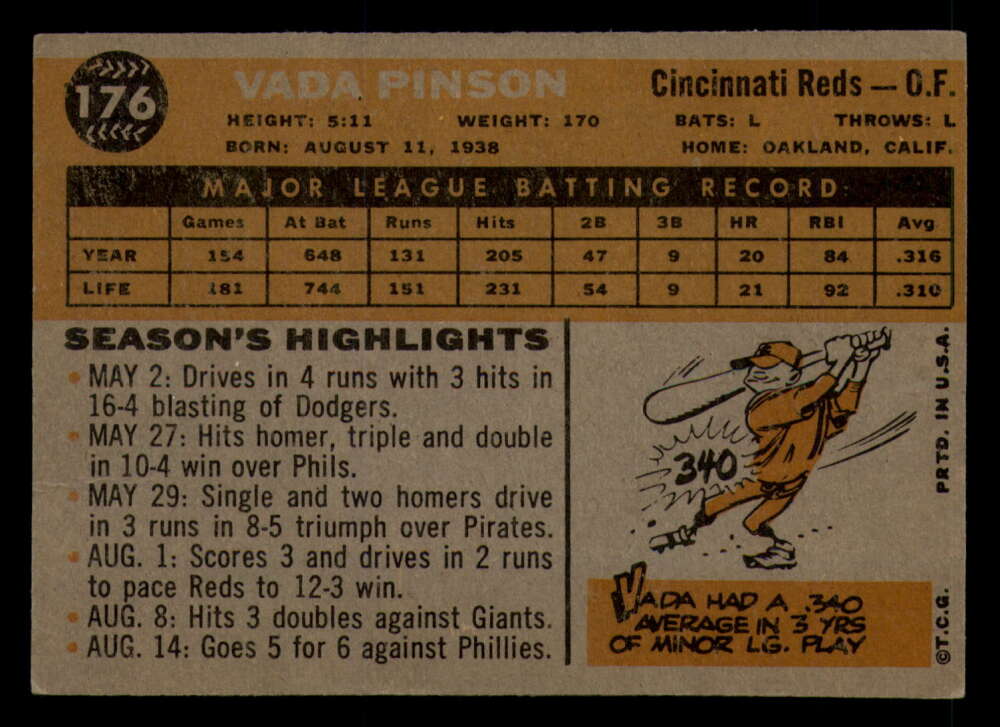 176
VADA PINSON
Cincinnati Reds — O.F.
HEIGHT: 5:11 WEIGHT: 170 BATS: L THROWS: L
BORN: AUGUST 11, 1938 HOME: OAKLAND, CALIF.
MAJOR LEAGUE BATTING RECORD
Games At Bat Runs Hits 2B 3B HR RBI Avg
YEAR 154 648 131 205 47 9 20 84 .316
LIFE 181 744 151 231 54 9 21 92 .310
SEASON'S HIGHLIGHTS
• MAY 2: Drives in 4 runs with 3 hits in
16-4 blasting of Dodgers.
• MAY 27: Hits homer, triple and double
in 10-4 win over Phils.
• MAY 29: Single and two homers drive
in 3 runs in 8-5 triumph over Pirates.
• AUG. 1: Scores 3 and drives in 2 runs
to pace Reds to 12-3 win.
• AUG. 8: Hits 3 doubles against Giants.
• AUG. 14: Goes 5 for 6 against Phillies.
340
VADA HAD A .340
AVERAGE IN 3 YRS
OF MINOR LG. PLAY
PRTD. IN U.S.A.
©T.C.G.